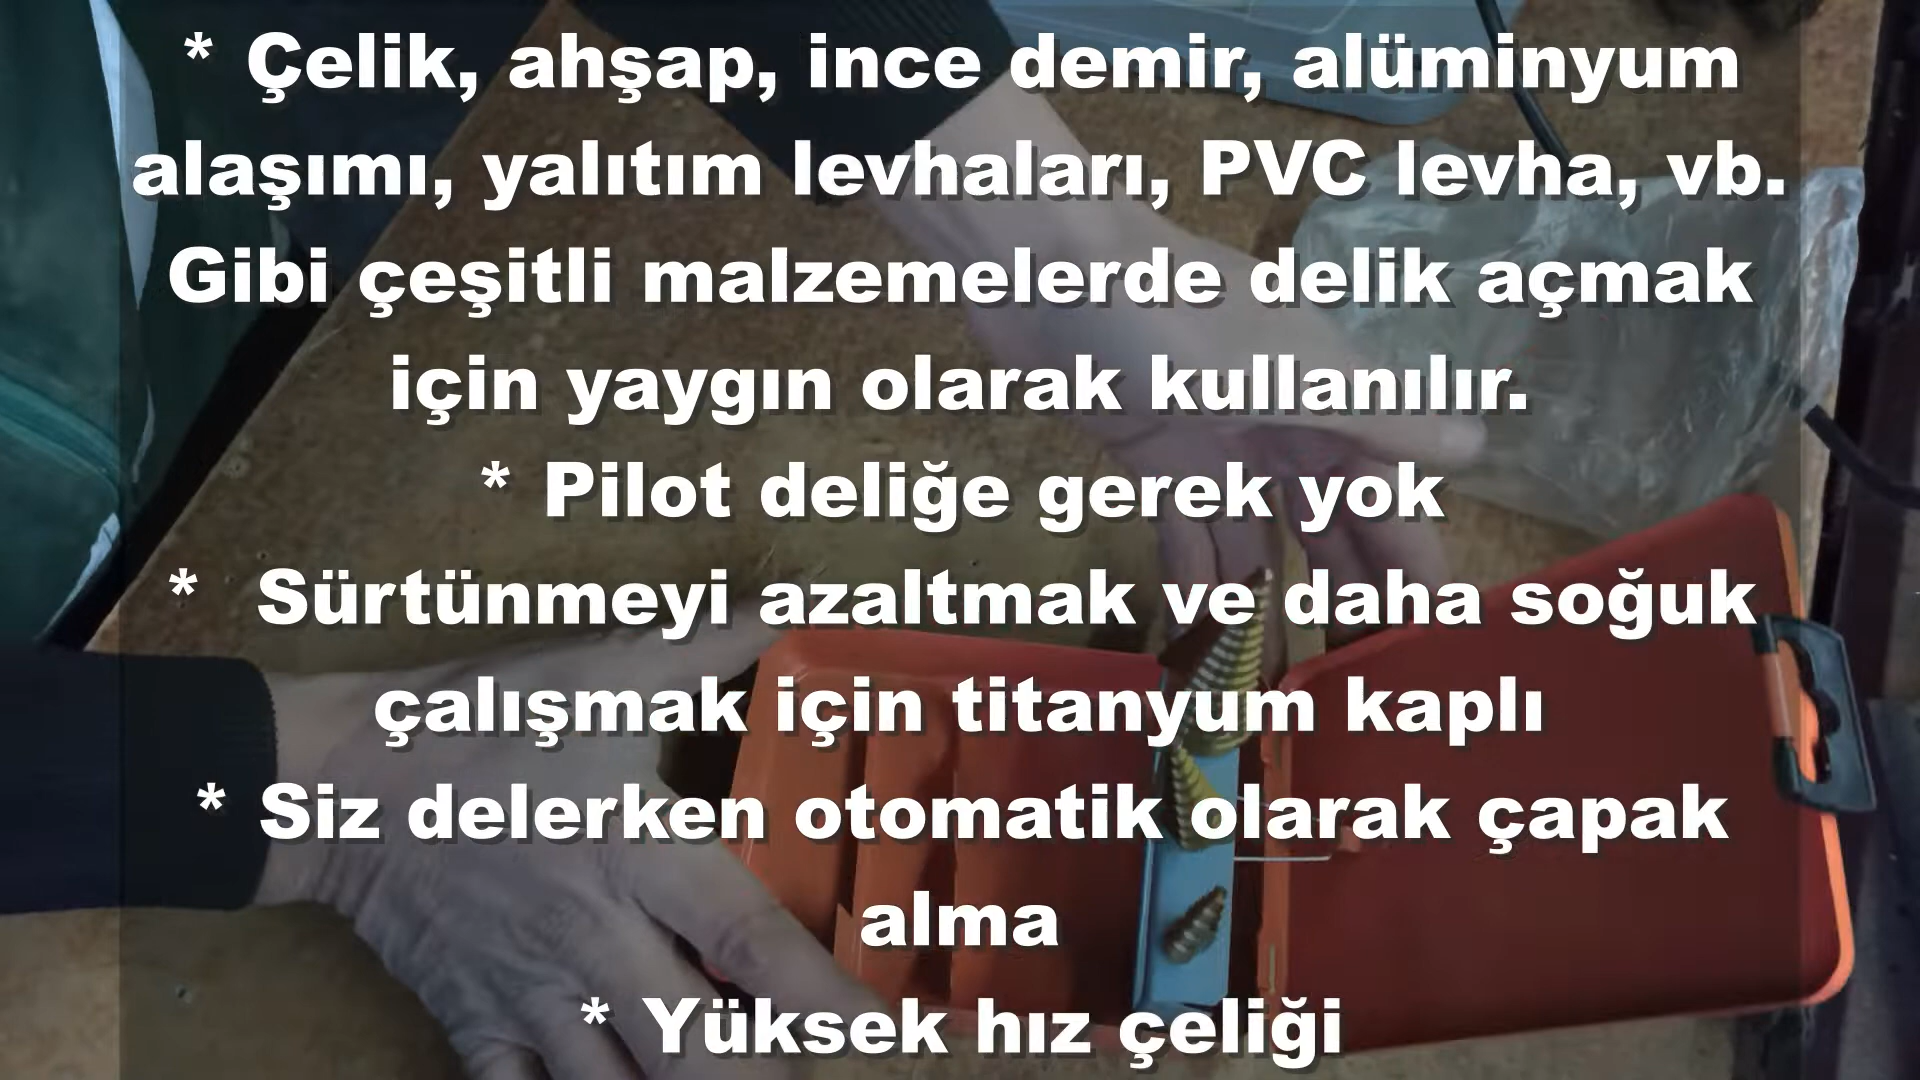 * Çelik, ahşap, ince demir, alüminyum
alaşımı, yalıtım levhaları, PVC levha, vb.
Gibi çeşitli malzemelerde delik açmak
için yaygın olarak kullanılır.
* Pilot deliğe gerek yok
* Sürtünmeyi azaltmak ve daha soğuk
çalışmak için titanyum kaplı
* Siz delerken otomatik olarak çapak
alma
* Yüksek hız çeliği